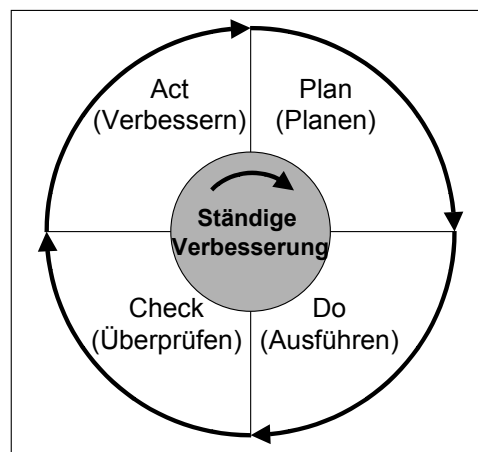 Act
(Verbessern)
Plan
(Planen)
Ständige
Verbesserung
Check
(Überprüfen)
Do
(Ausführen)